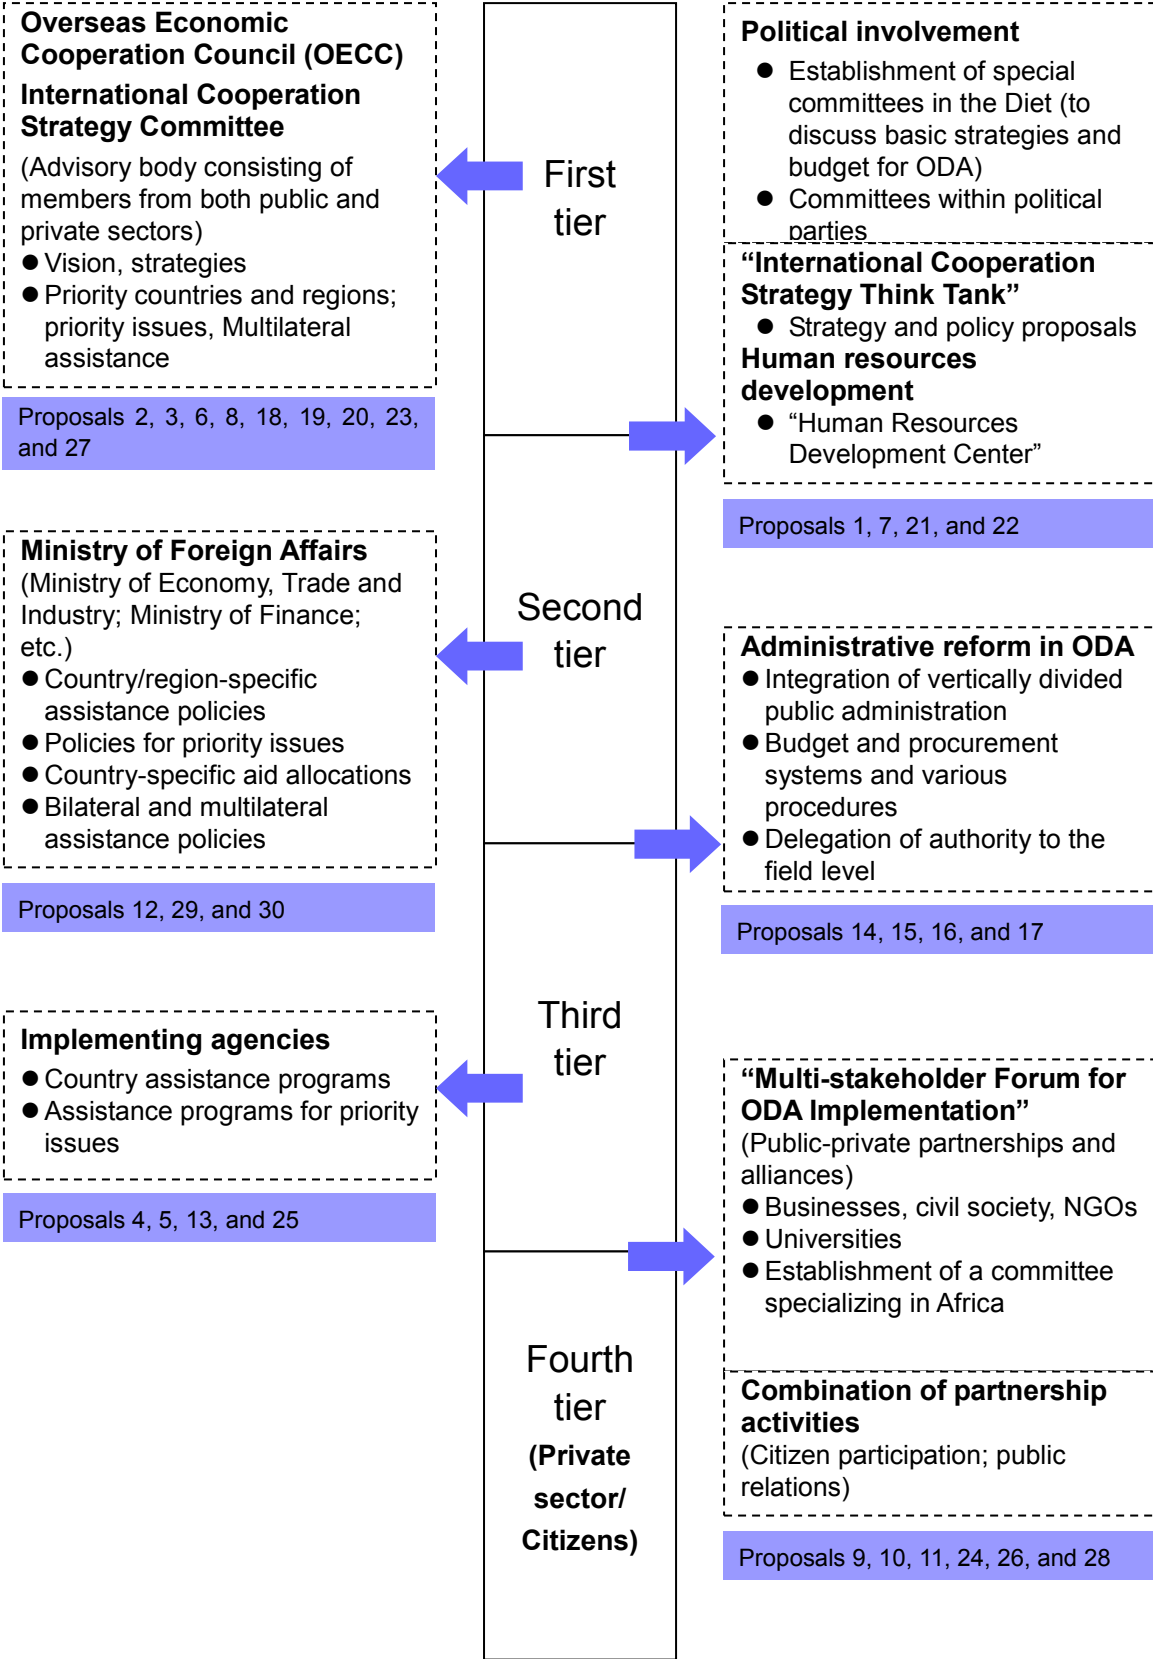 Overseas Economic
Cooperation Council (OECC)
International Cooperation
Strategy Committee
(Advisory body consisting of
members from both public and
private sectors)
● Vision, strategies
● Priority countries and regions;
priority issues, Multilateral
assistance
Proposals 2, 3, 6, 8, 18, 19, 20, 23,
and 27
Ministry of Foreign Affairs
(Ministry of Economy, Trade and
Industry; Ministry of Finance;
etc.)
● Country/region-specific
assistance policies
● Policies for priority issues
● Country-specific aid allocations
● Bilateral and multilateral
assistance policies
Proposals 12, 29, and 30
Implementing agencies
● Country assistance programs
● Assistance programs for priority
issues
Proposals 4, 5, 13, and 25
First
tier
Second
tier
Third
tier
Fourth
tier
(Private
sector/
Citizens)
Political involvement
● Establishment of special
committees in the Diet (to
discuss basic strategies and
budget for ODA)
● Committees within political
parties
“International Cooperation
Strategy Think Tank”
● Strategy and policy proposals
Human resources
development
● “Human Resources
Development Center”
Proposals 1, 7, 21, and 22
Administrative reform in ODA
● Integration of vertically divided
public administration
● Budget and procurement
systems and various
procedures
● Delegation of authority to the
field level
Proposals 14, 15, 16, and 17
“Multi-stakeholder Forum for
ODA Implementation”
(Public-private partnerships and
alliances)
● Businesses, civil society, NGOs
● Universities
● Establishment of a committee
specializing in Africa
Combination of partnership
activities
(Citizen participation; public
relations)
Proposals 9, 10, 11, 24, 26, and 28